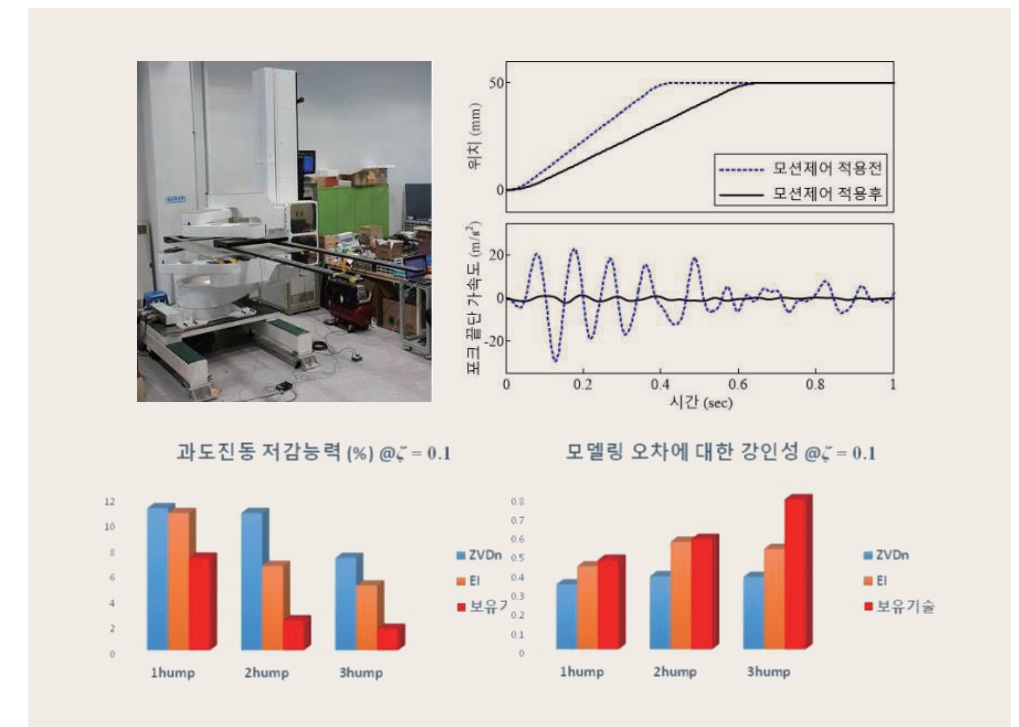 50
0
위치 (mm)
모션제어 적용전
모션제어 적용후
20
0
-20
포크 끝단 가속도 (m/s²)
0 0.2 0.4 0.6 0.8 1
시간 (sec)
과도진동 저감능력 (%) @ζ = 0.1
12
10
8
6
4
2
0
1hump 2hump 3hump
ZVDn
EI
보유기
모델링 오차에 대한 강인성 @ζ = 0.1
0.8
0.7
0.6
0.5
0.4
0.3
0.2
0.1
0
1hump 2hump 3hump
ZVDn
EI
보유기술